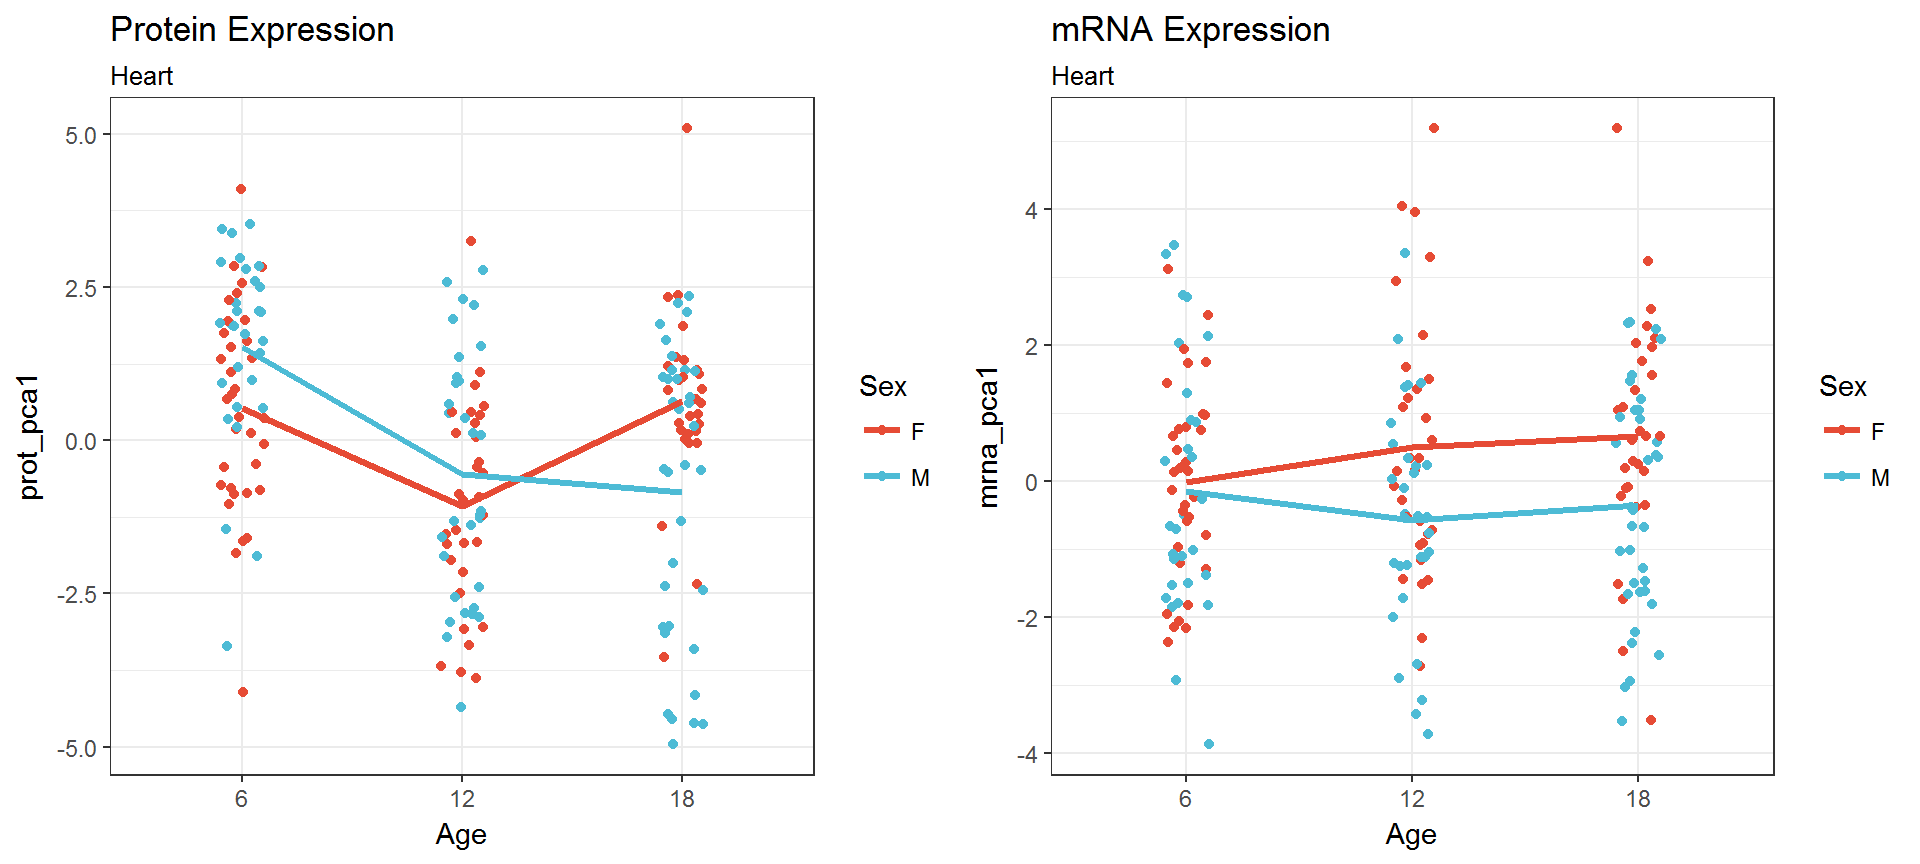 Protein Expression
Heart
prot_pca1
5.0
2.5
0.0
-2.5
-5.0
6
12
18
Age
Sex
F
M
mRNA Expression
Heart
mrna_pca1
4
2
0
-2
-4
6
12
18
Age
Sex
F
M